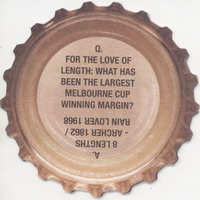 Q.
FOR THE LOVE OF
LENGTH: WHAT HAS
BEEN THE LARGEST
MELBOURNE CUP
WINNING MARGIN?
A.
8 LENGTHS
- ARCHER 1862 /
RAIN LOVER 1968